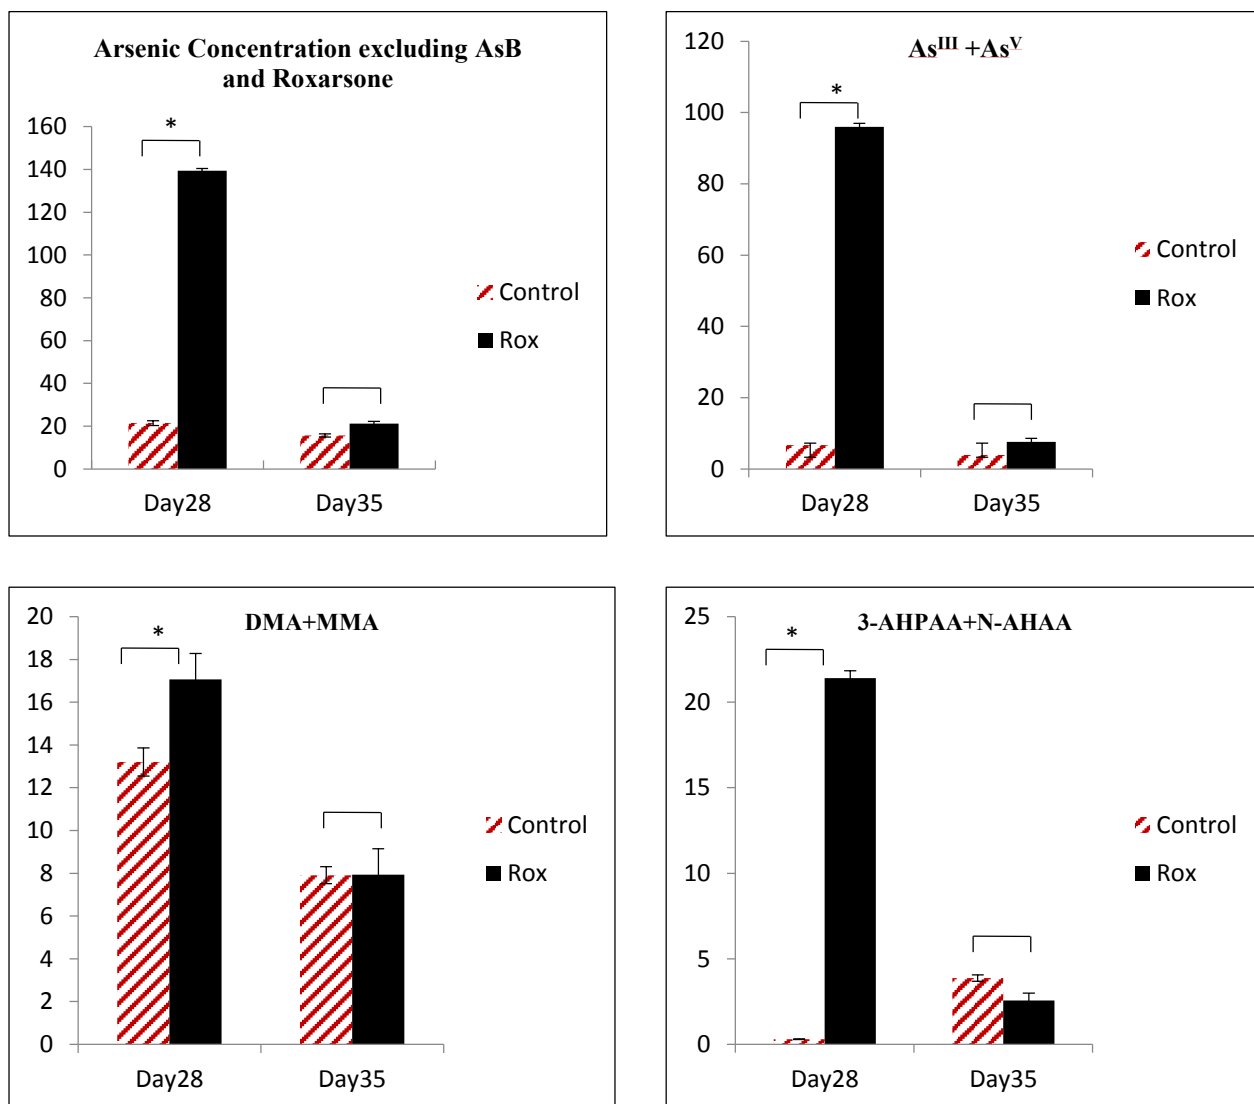 Arsenic Concentration excluding AsB
and Roxarsone
160
140
120
100
80
60
40
20
0
*
Day28
Day35
Control
Rox
As^III +As^V
120
100
80
60
40
20
0
*
Day28
Day35
Control
Rox
DMA+MMA
20
18
16
14
12
10
8
6
4
2
0
*
Day28
Day35
Control
Rox
3-AHPAA+N-AHAA
25
20
15
10
5
0
*
Day28
Day35
Control
Rox